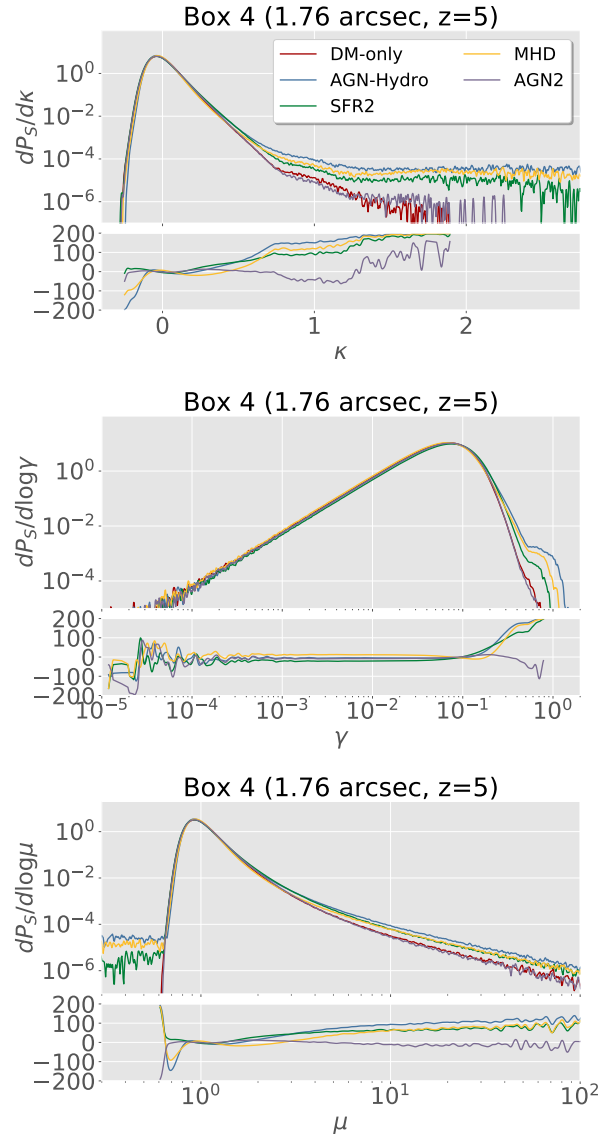 Box 4 (1.76 arcsec, z=5)
DM-only
AGN-Hydro
SFR2
MHD
AGN2
dP_S/dκ
10^0
10^-2
10^-4
10^-6
200
100
0
−100
−200
0 1 2
κ
Box 4 (1.76 arcsec, z=5)
dP_S/dlogγ
10^0
10^-2
10^-4
200
100
0
−100
−200
10^-5 10^-4 10^-3 10^-2 10^-1 10^0
γ
Box 4 (1.76 arcsec, z=5)
dP_S/dlogμ
10^0
10^-2
10^-4
10^-6
200
100
0
−100
−200
10^0 10^1 10^2
μ